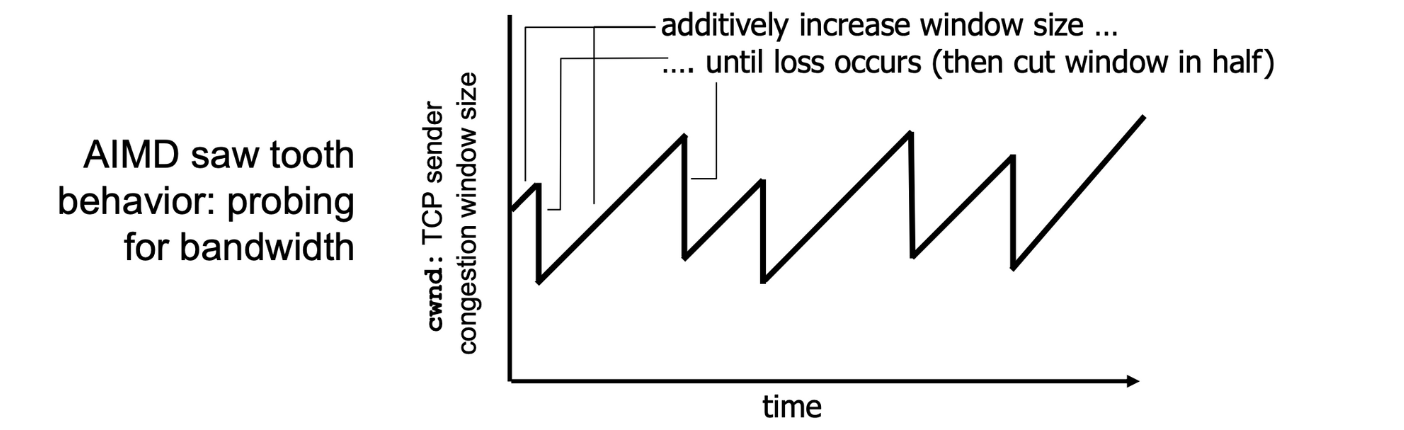 additively increase window size ...
.... until loss occurs (then cut window in half)
AIMD saw tooth
behavior: probing
for bandwidth
cwnd: TCP sender
congestion window size
time